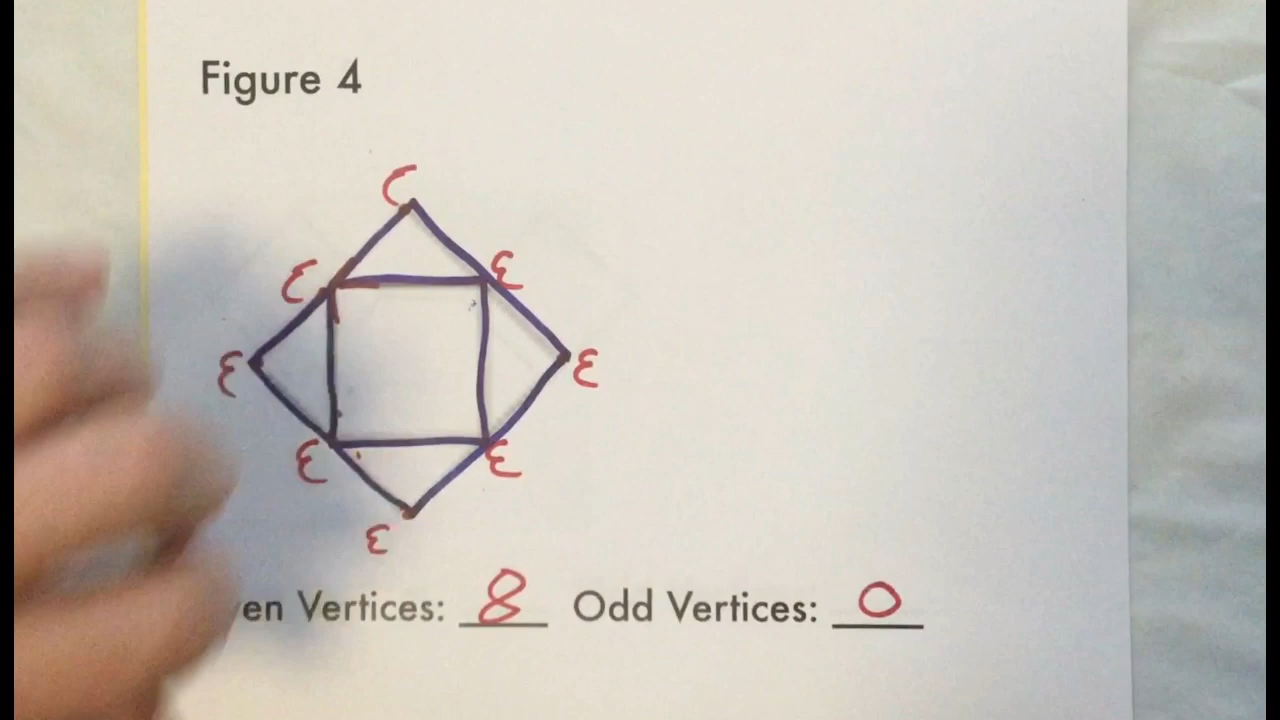 Figure 4
C
Ɛ Ɛ
Ɛ Ɛ
Ɛ Ɛ
Ɛ
en Vertices: 8 Odd Vertices: 0